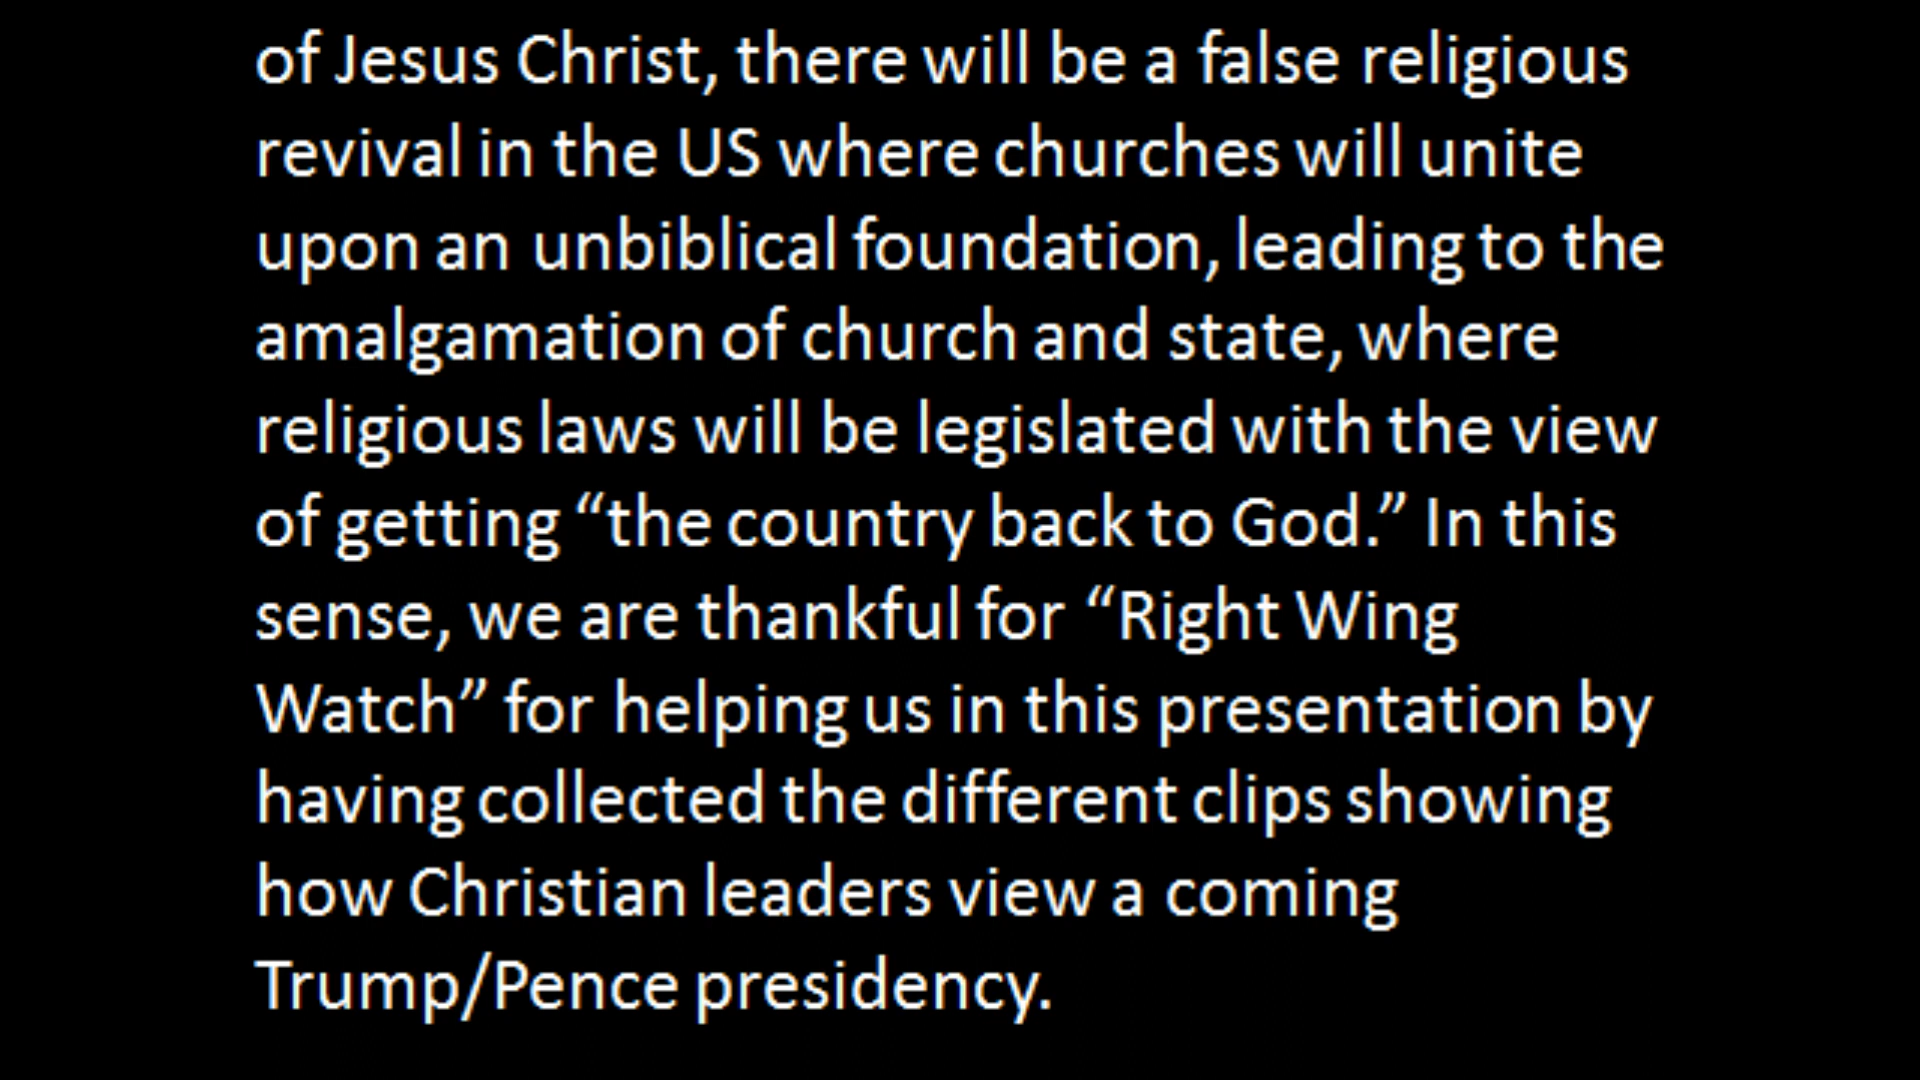 of Jesus Christ, there will be a false religious
revival in the US where churches will unite
upon an unbiblical foundation, leading to the
amalgamation of church and state, where
religious laws will be legislated with the view
of getting “the country back to God.” In this
sense, we are thankful for “Right Wing
Watch” for helping us in this presentation by
having collected the different clips showing
how Christian leaders view a coming
Trump/Pence presidency.